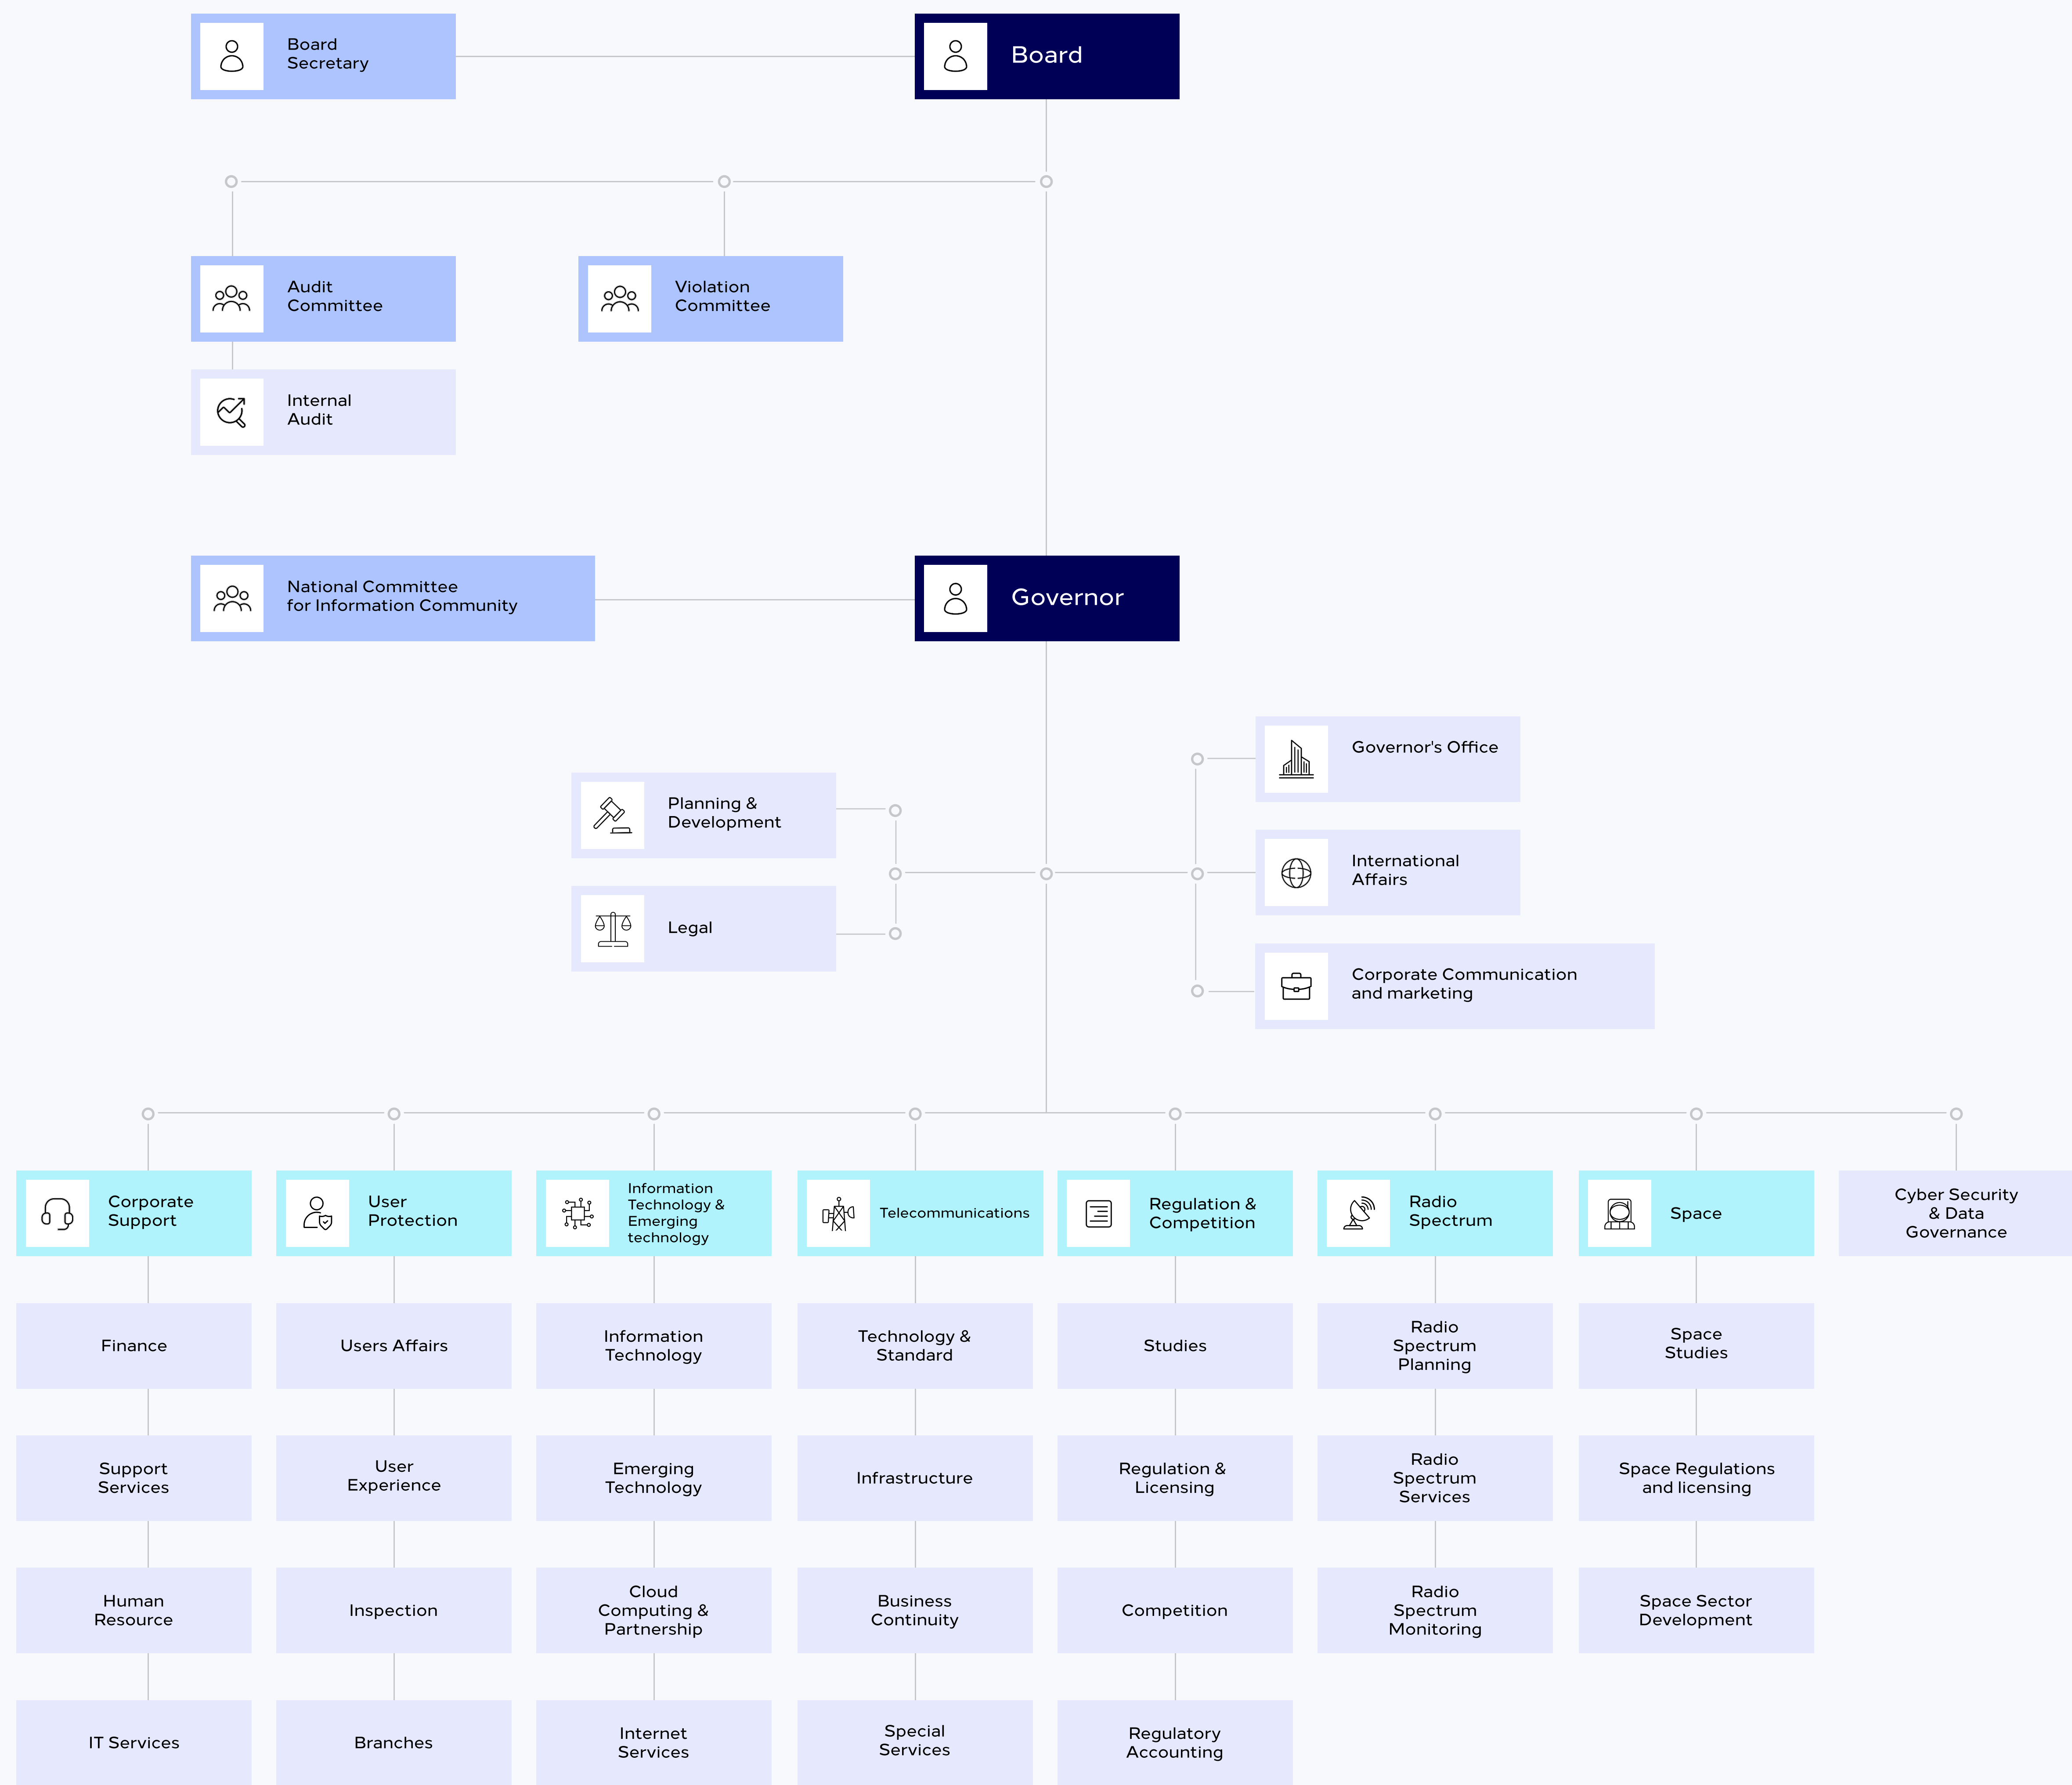 Board
Secretary
Board
Audit
Committee
Violation
Committee
Internal
Audit
National Committee
for Information Community
Governor
Planning &
Development
Legal
Governor's Office
International
Affairs
Corporate Communication
and marketing
Corporate
Support
User
Protection
Information
Technology &
Emerging
technology
Telecommunications
Regulation &
Competition
Radio
Spectrum
Space
Cyber Security
& Data
Governance
Finance
Users Affairs
Information
Technology
Technology &
Standard
Studies
Radio
Spectrum
Planning
Space
Studies
Support
Services
User
Experience
Emerging
Technology
Infrastructure
Regulation &
Licensing
Radio
Spectrum
Services
Space Regulations
and licensing
Human
Resource
Inspection
Cloud
Computing &
Partnership
Business
Continuity
Competition
Radio
Spectrum
Monitoring
Space Sector
Development
IT Services
Branches
Internet
Services
Special
Services
Regulatory
Accounting